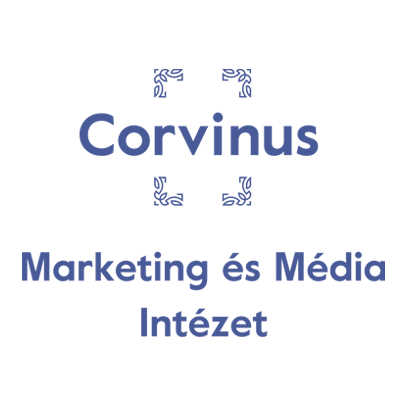 Corvinus
Marketing és Média
Intézet